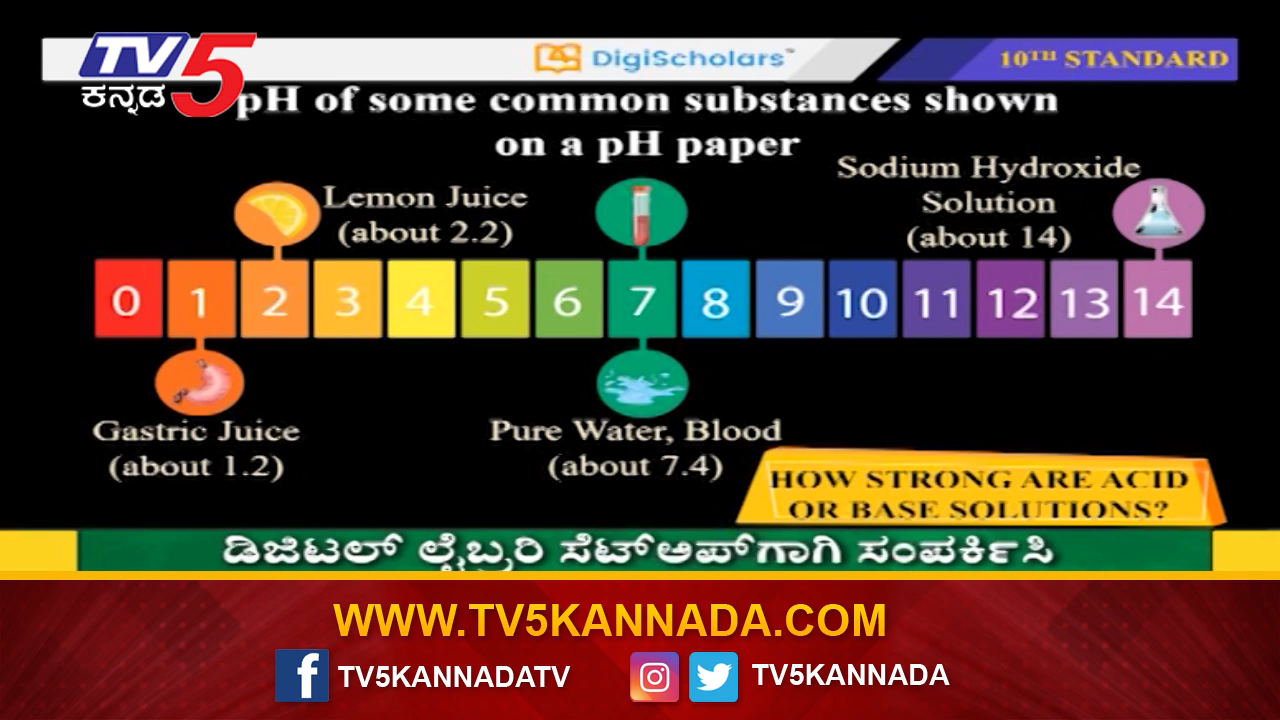 TV5
ಕನ್ನಡ
DigiScholars™
10TH STANDARD
pH of some common substances shown
on a pH paper
Sodium Hydroxide
Solution
(about 14)
Lemon Juice
(about 2.2)
0 1 2 3 4 5 6 7 8 9 10 11 12 13 14
Gastric Juice
(about 1.2)
Pure Water, Blood
(about 7.4)
HOW STRONG ARE ACID
OR BASE SOLUTIONS?
ಡಿಜಿಟಲ್ ಲೈಬ್ರರಿ ಸೆಟ್ಅಪ್‌ಗಾಗಿ ಸಂಪರ್ಕಿಸಿ
WWW.TV5KANNADA.COM
f TV5KANNADATV
TV5KANNADA